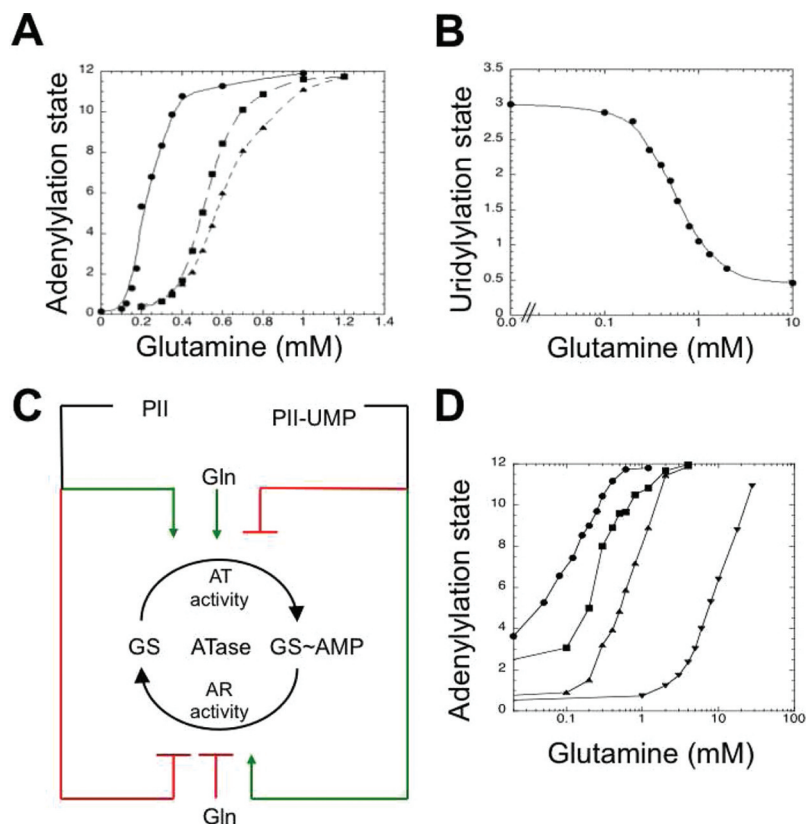 A
12
10
8
6
4
2
0
0 0.2 0.4 0.6 0.8 1 1.2 1.4
Adenylylation state
Glutamine (mM)
B
3.5
3
2.5
2
1.5
1
0.5
0
0.0 0.1 1 10
Uridylylation state
Glutamine (mM)
C
PII
PII-UMP
Gln
AT
activity
GS ATase GS~AMP
AR
activity
Gln
D
12
10
8
6
4
2
0
0.1 1 10 100
Adenylylation state
Glutamine (mM)